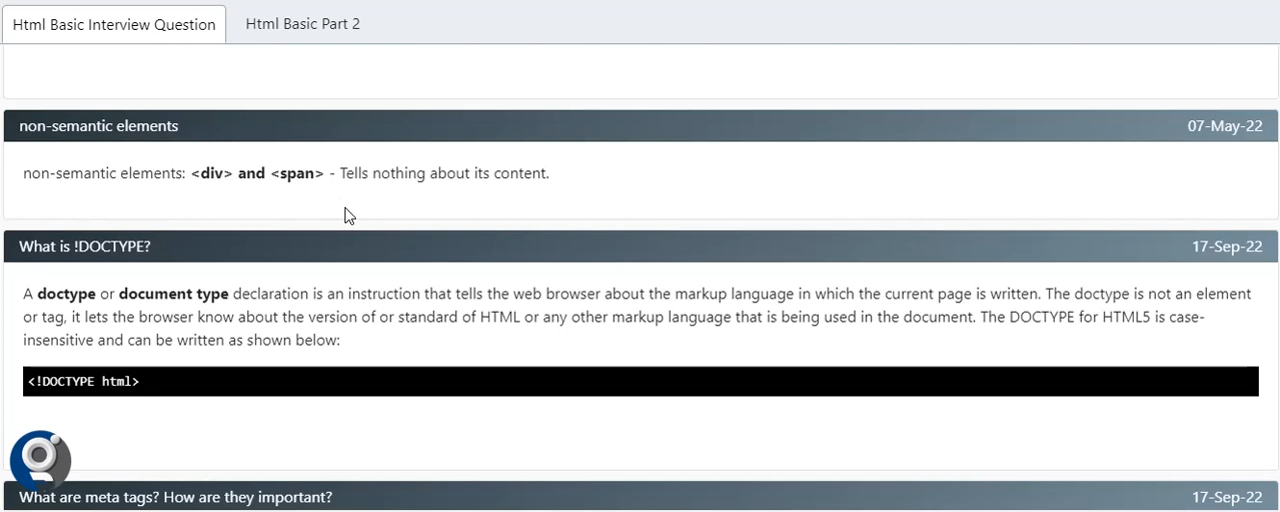 Html Basic Interview Question
Html Basic Part 2
non-semantic elements
07-May-22
non-semantic elements: <div> and <span> - Tells nothing about its content.
What is !DOCTYPE?
17-Sep-22
A doctype or document type declaration is an instruction that tells the web browser about the markup language in which the current page is written. The doctype is not an element
or tag, it lets the browser know about the version of or standard of HTML or any other markup language that is being used in the document. The DOCTYPE for HTML5 is case-
insensitive and can be written as shown below:
<!DOCTYPE html>
What are meta tags? How are they important?
17-Sep-22